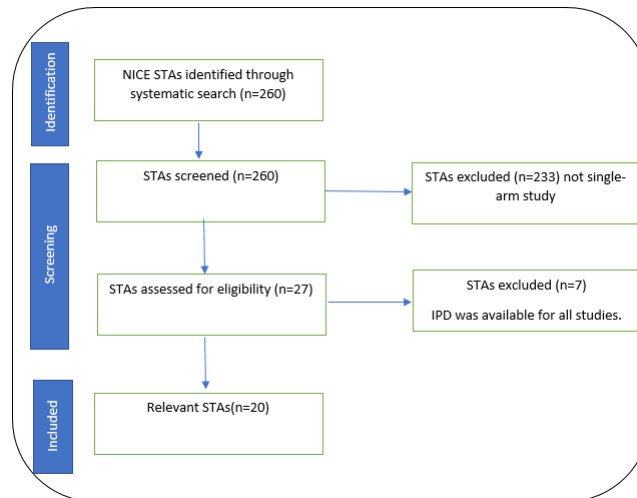 Identification
NICE STAs identified through
systematic search (n=260)
Screening
STAs screened (n=260)
STAs excluded (n=233) not single-
arm study
STAs assessed for eligibility (n=27)
STAs excluded (n=7)
IPD was available for all studies.
Included
Relevant STAs(n=20)